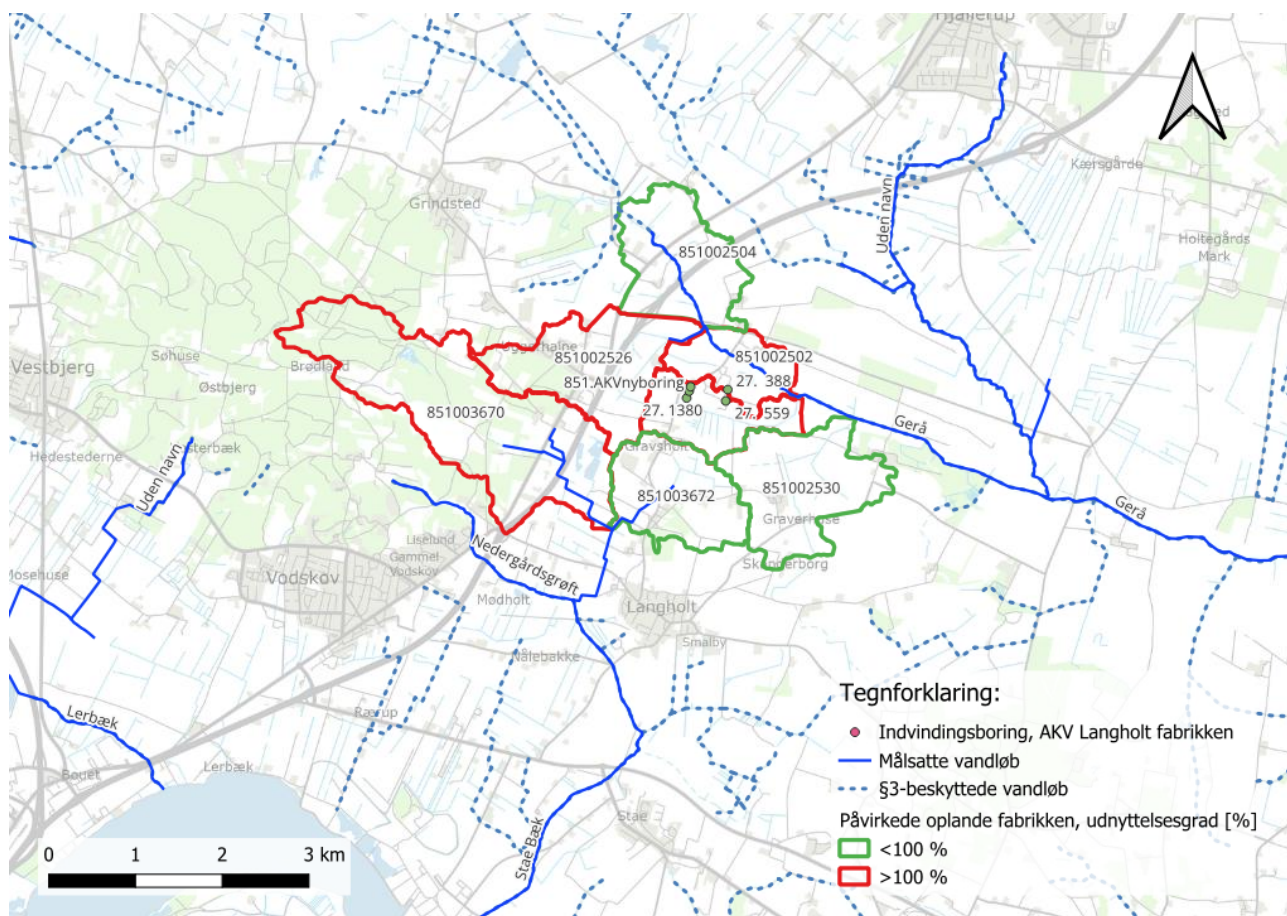 Hjallerup
Kærsgårde
Grindsted
Uden navn
Holtegårds
Mark
851002504
Vestbjerg
Søhuse
Brødland
Østbjerg
851002526
851002502
851.AKVnyboring
27. 388
27. 1380
27. 559
851003670
Gerå
Gravsholt
Hedestederne
Uden navn
851003672
851002530
Graverhuse
Gerå
Liselund
Gammel
Vodskov
Nedergårdsgrøft
Skonderborg
Mosehuse
Vodskov
Mødholt
Langholt
Smalby
Nålebakke
Rærup
Lerbæk
Bouet
Lerbæk
Stae
Stae Bæk
0 1 2 3 km
Tegnforklaring:
Indvindingsboring, AKV Langholt fabrikken
Målsatte vandløb
§3-beskyttede vandløb
Påvirkede oplande fabrikken, udnyttelsesgrad [%]
<100 %
>100 %